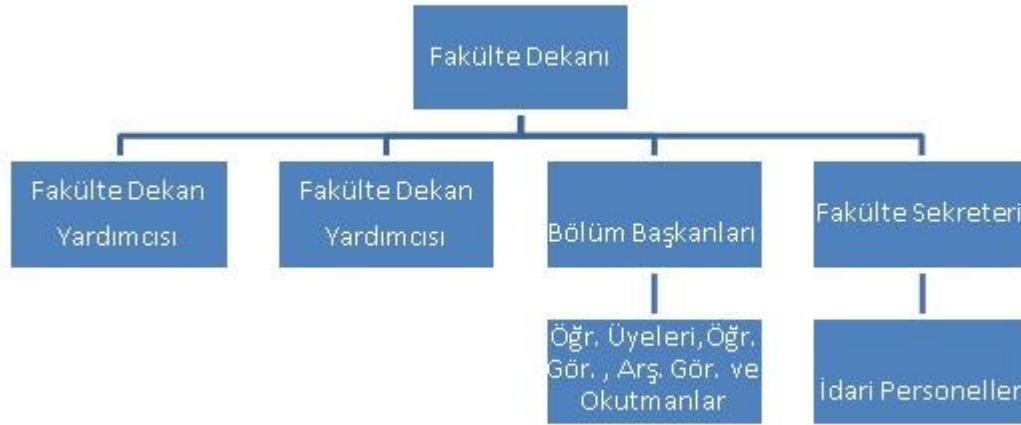 Fakülte Dekanı
Fakülte Dekan
Yardımcısı
Fakülte Dekan
Yardımcısı
Bölüm Başkanları
Fakülte Sekreteri
Öğr. Üyeleri,Öğr.
Gör. , Arş. Gör. ve
Okutmanlar
İdari Personeller